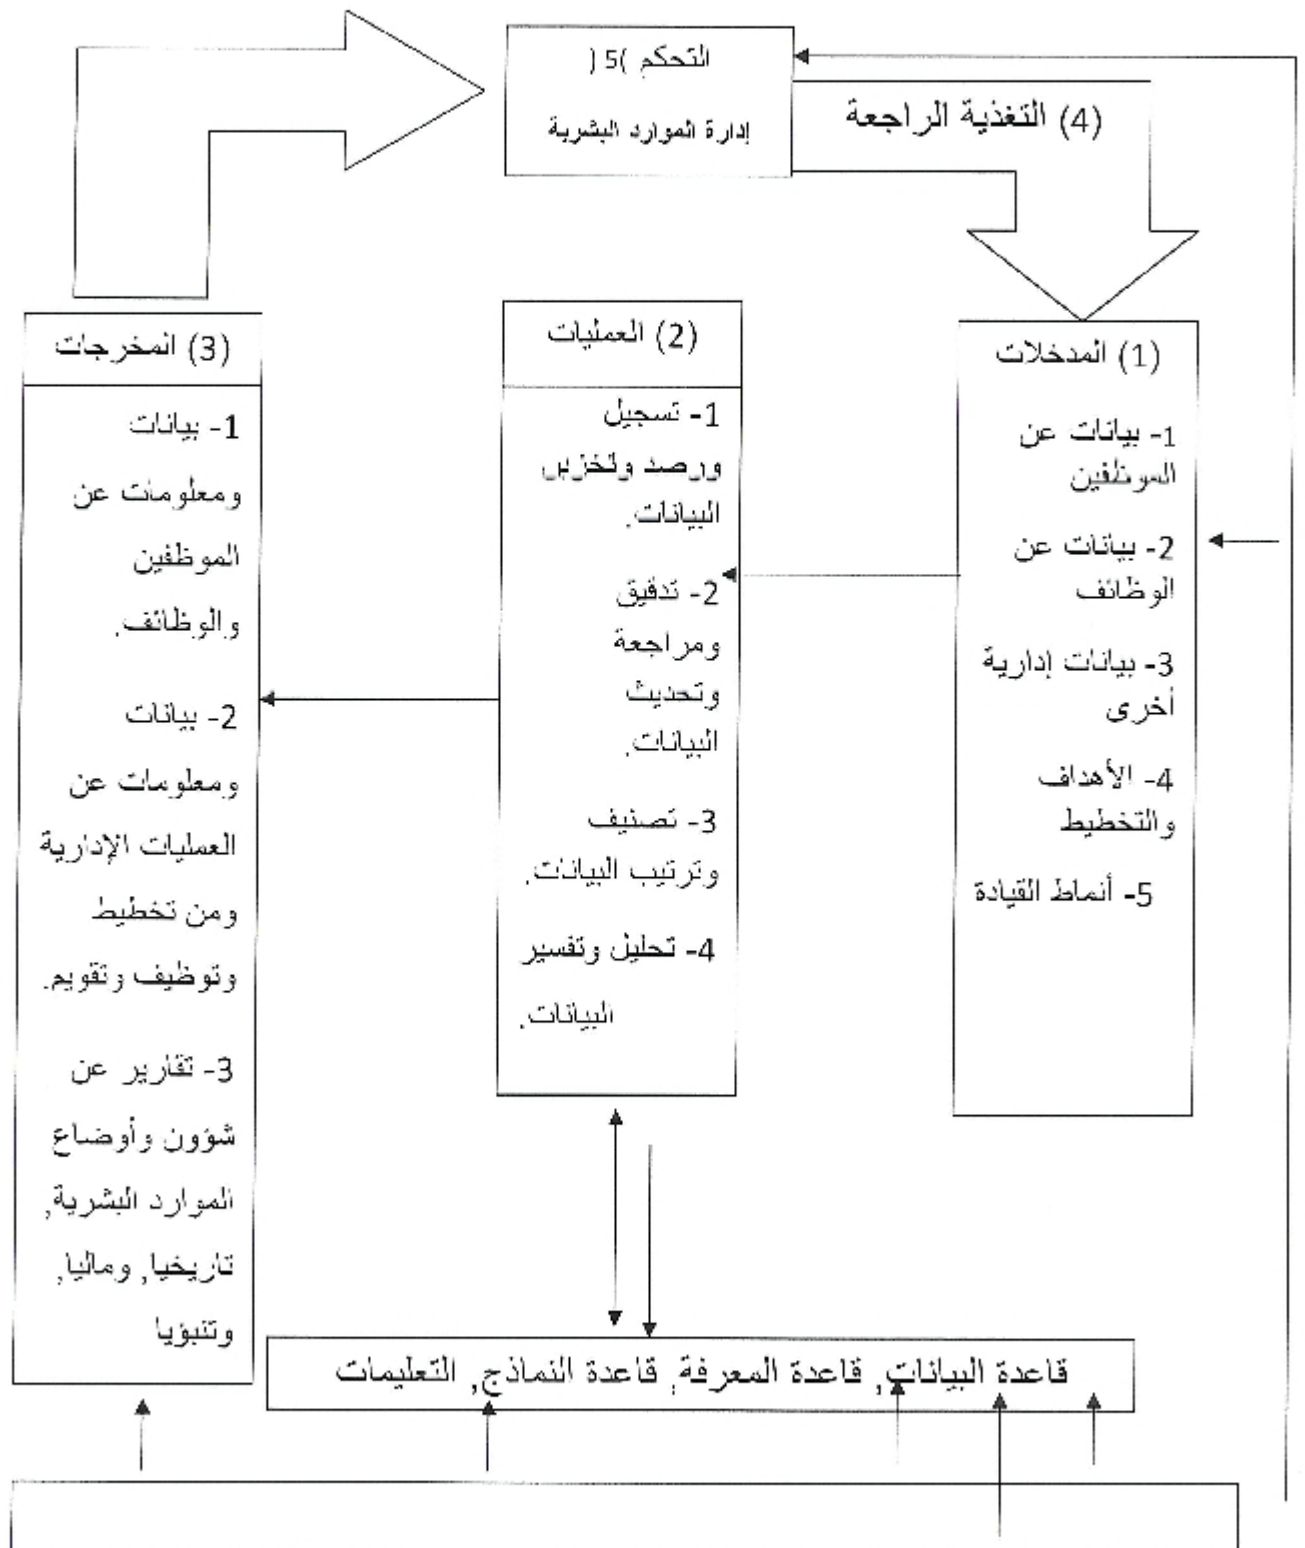 التحكم )5 (
إدارة الموارد البشرية
(4) التغذية الراجعة
(1) المدخلات
1- بيانات عن
الموظفين
2- بيانات عن
الوظائف
3- بيانات إدارية
أخرى
4- الأهداف
والتخطيط
5- أنماط القيادة
(2) العمليات
1- تسجيل
ورصد وتخزين
البيانات.
2- تدقيق
ومراجعة
وتحديث
البيانات.
3- تصنيف
وترتيب البيانات.
4- تحليل وتفسير
البيانات.
(3) المخرجات
1- بيانات
ومعلومات عن
الموظفين
والوظائف.
2- بيانات
ومعلومات عن
العمليات الإدارية
ومن تخطيط
وتوظيف وتقويم.
3- تقارير عن
شؤون وأوضاع
الموارد البشرية,
تاريخيا, وماليا,
وتنبؤيا
قاعدة البيانات, قاعدة المعرفة, قاعدة النماذج, التعليمات